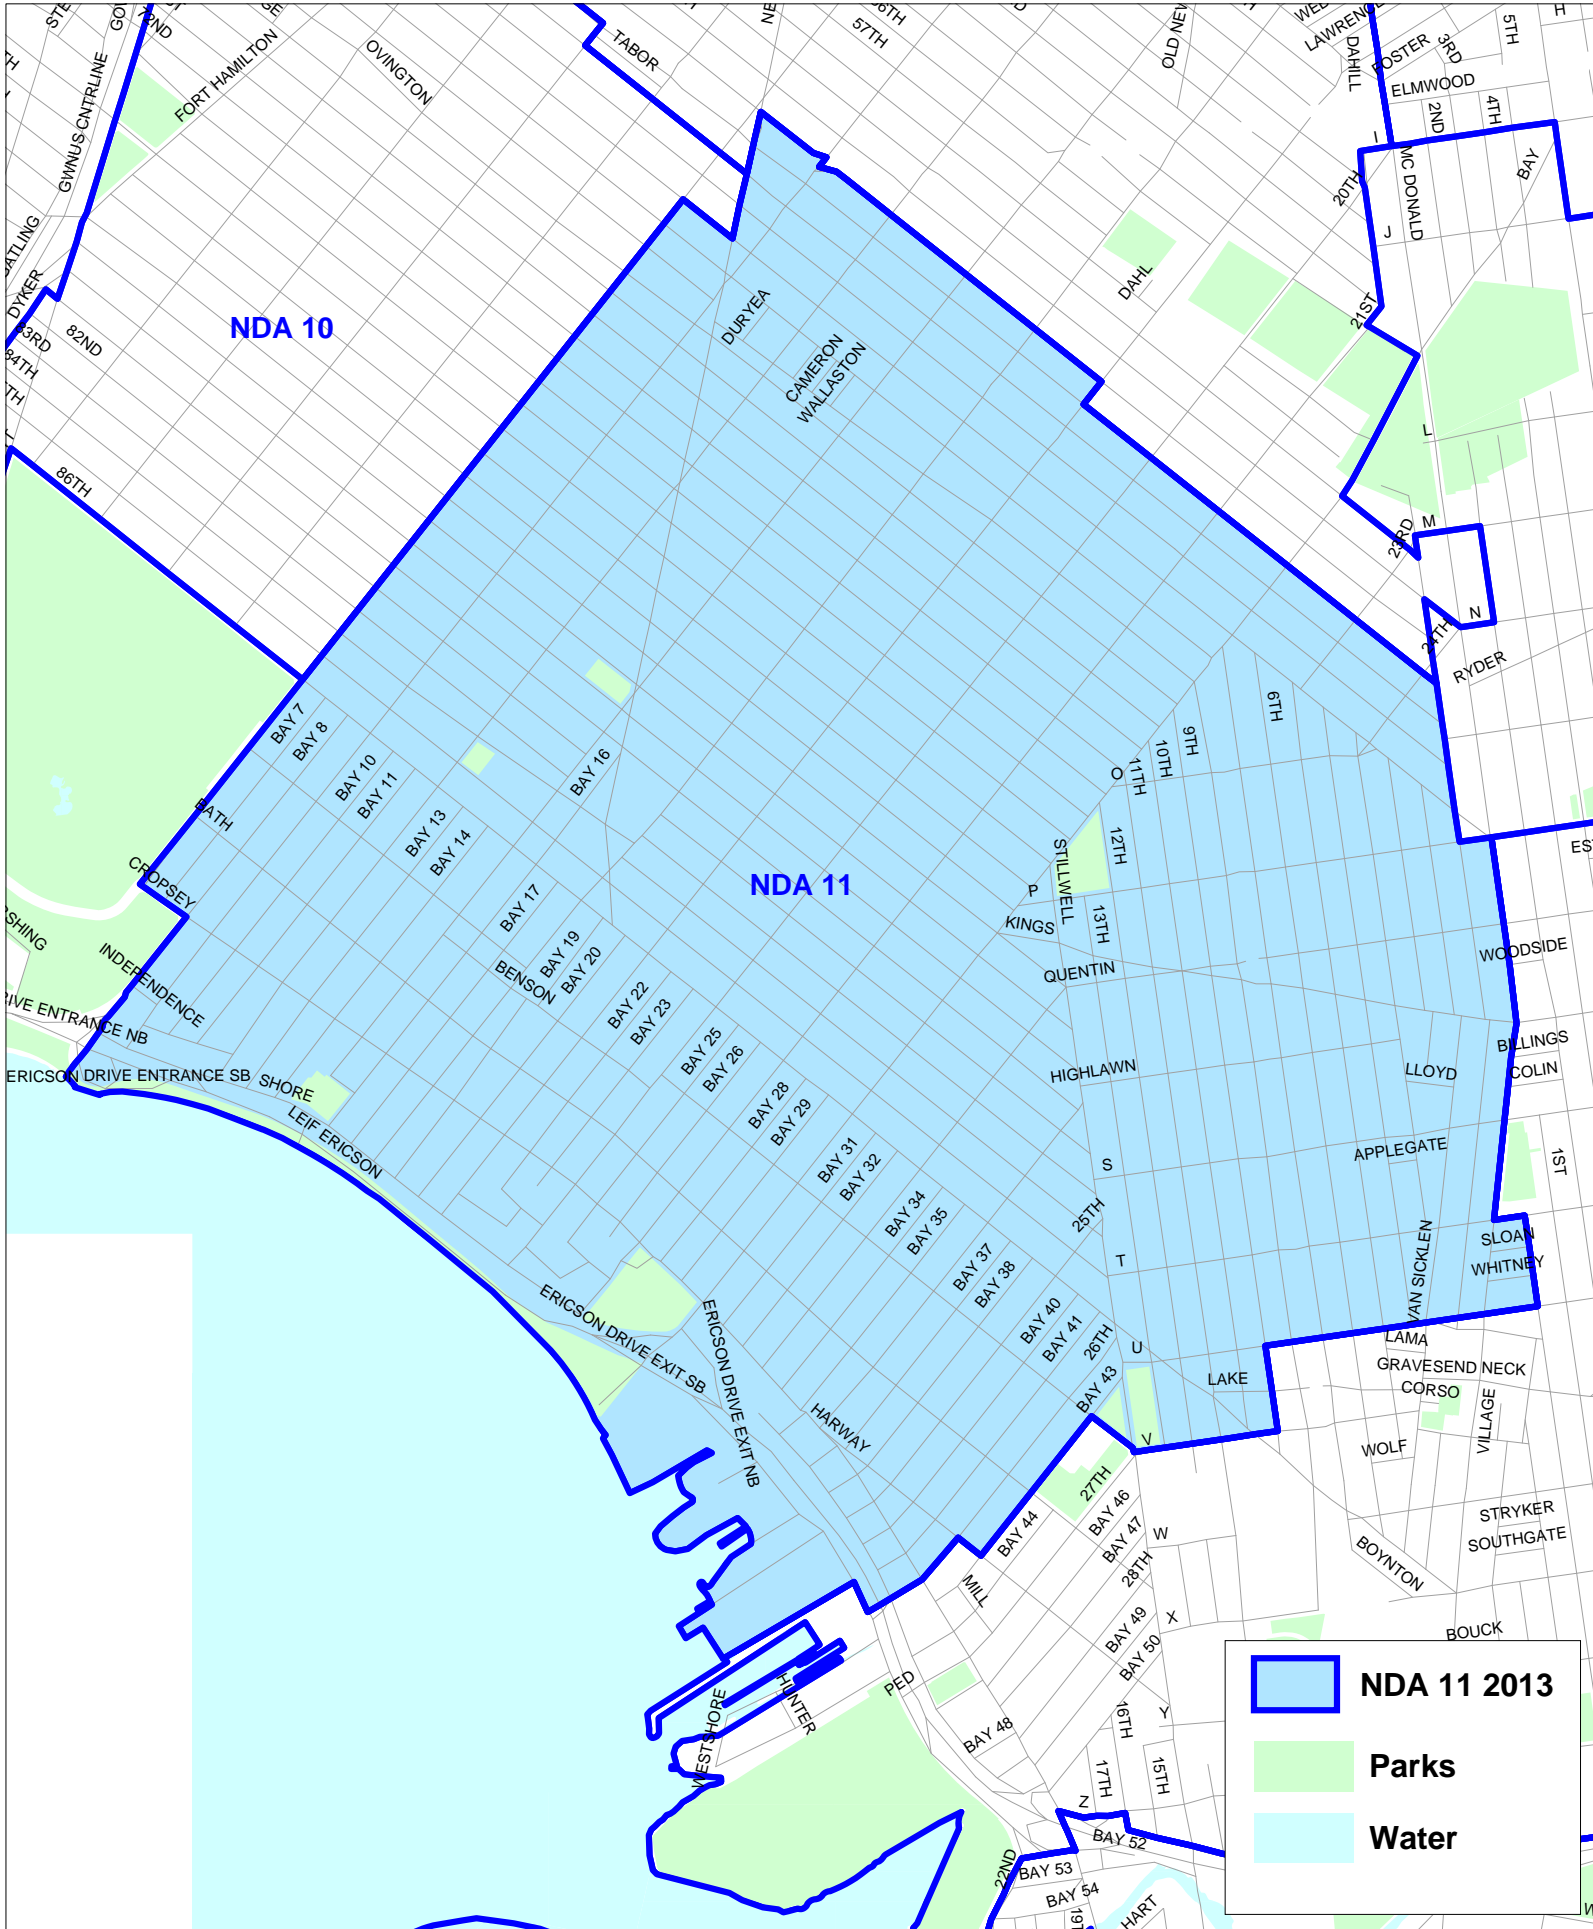 72ND
FORT HAMILTON
OVINGTON
TABOR
57TH
LAWRENCE
DAHILL
FOSTER
3RD
5TH
H
ELMWOOD
2ND
4TH
GWNUS CNTRLINE
I
MC DONALD
BAY
20TH
J
DYKER
DAHL
21ST
83RD
82ND
84TH
NDA 10
DURYEA
CAMERON
WALLASTON
L
86TH
M
23RD
N
24TH
RYDER
BAY 7
BAY 8
BAY 10
BAY 11
BAY 13
BAY 14
BAY 16
6TH
9TH
10TH
11TH
O
12TH
BATH
CROPSEY
STILLWELL
NDA 11
P
KINGS
13TH
QUENTIN
WOODSIDE
BAY 17
BAY 19
BAY 20
BENSON
BAY 22
BAY 23
INDEPENDENCE
BAY 25
BAY 26
HIGHLAWN
LLOYD
BILLINGS
COLIN
ERICSON DRIVE ENTRANCE SB
SHORE
LEIF ERICSON
BAY 28
BAY 29
BAY 31
BAY 32
APPLEGATE
1ST
S
BAY 34
BAY 35
25TH
T
BAY 37
BAY 38
VAN SICKLEN
SLOAN
WHITNEY
ERICSON DRIVE EXIT SB
ERICSON DRIVE EXIT NB
BAY 40
BAY 41
26TH
BAY 43
U
LAMA
LAKE
GRAVESEND NECK
CORSO
VILLAGE
HARWAY
V
WOLF
27TH
BAY 44
BAY 46
BAY 47
28TH
W
STRYKER
SOUTHGATE
BOYNTON
MILL
BAY 49
BAY 50
X
BOUCK
PED
HUNTER
WESTSHORE
BAY 48
16TH
Y
17TH
15TH
Z
BAY 52
BAY 53
BAY 54
22ND
HART
NDA 11 2013
Parks
Water